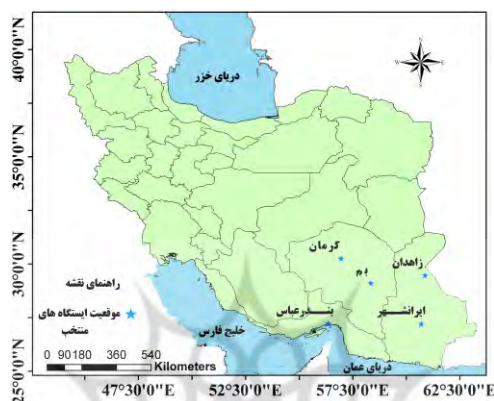 40°0'0"N
35°0'0"N
30°0'0"N
25°0'0"N
دریای خزر
N
W
E
S
کرمان
بم
زاهدان
بندرعباس
ایرانشهر
خلیج فارس
دریای عمان
راهنمای نقشه
موقعیت ایستگاه های
منتخب
0 90 180 360 540
Kilometers
47°30'0"E
52°30'0"E
57°30'0"E
62°30'0"E